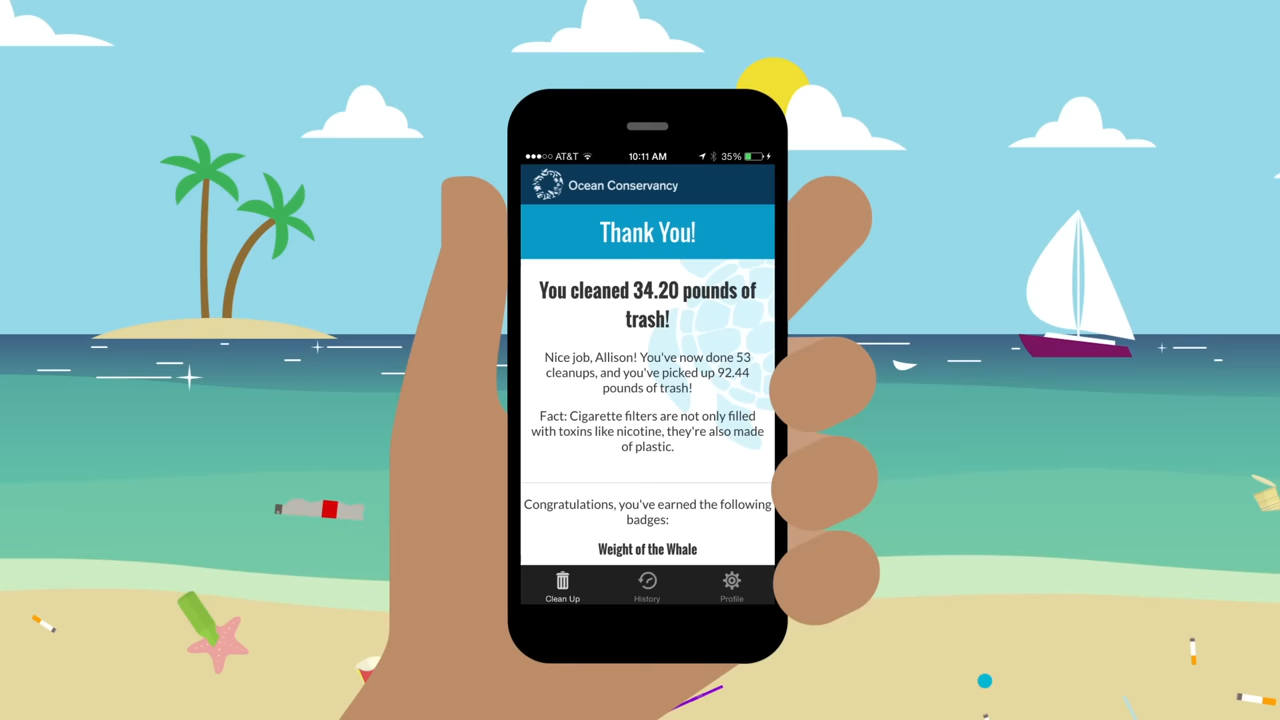 AT&T 10:11 AM 35%
Ocean Conservancy
Thank You!
You cleaned 34.20 pounds of
trash!
Nice job, Allison! You've now done 53
cleanups, and you've picked up 92.44
pounds of trash!
Fact: Cigarette filters are not only filled
with toxins like nicotine, they're also made
of plastic.
Congratulations, you've earned the following
badges:
Weight of the Whale
Clean Up History Profile